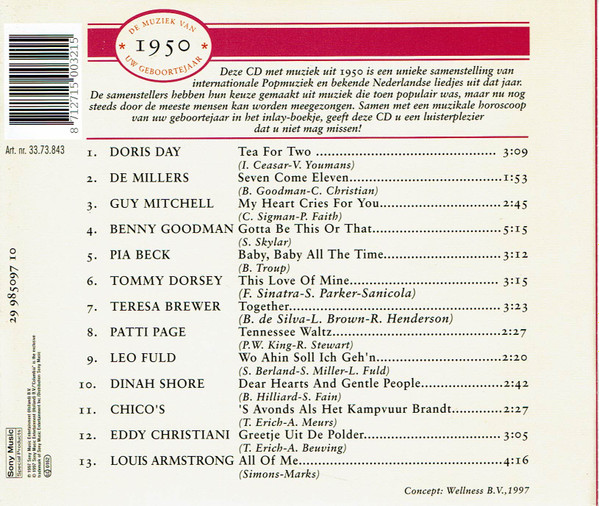 DE MUZIEK VAN
1950
UW GEBOORTEJAAR
8 712715 003215
Art. nr. 33.73.843
Deze CD met muziek uit 1950 is een unieke samenstelling van
internationale Popmuziek en bekende Nederlandse liedjes uit dat jaar.
De samenstellers hebben hun keuze gemaakt uit muziek die toen populair was, maar nu nog
steeds door de meeste mensen kan worden meegezongen. Samen met een muzikale horoscoop
van uw geboortejaar in het inlay-boekje, geeft deze CD u een luisterplezier
dat u niet mag missen!
1. DORIS DAY Tea For Two 3:09
(I. Ceasar-V. Youmans)
2. DE MILLERS Seven Come Eleven 1:53
(B. Goodman-C. Christian)
3. GUY MITCHELL My Heart Cries For You 2:45
(C. Sigman-P. Faith)
4. BENNY GOODMAN Gotta Be This Or That 5:15
(S. Skylar)
5. PIA BECK Baby, Baby All The Time 3:12
(B. Troup)
6. TOMMY DORSEY This Love Of Mine 3:15
(F. Sinatra-S. Parker-Sanicola)
7. TERESA BREWER Together 3:23
(B. de Silva-L. Brown-R. Henderson)
8. PATTI PAGE Tennessee Waltz 2:27
(P.W. King-R. Stewart)
9. LEO FULD Wo Ahin Soll Ich Geh'n 2:20
(S. Berland-S. Miller-L. Fuld)
10. DINAH SHORE Dear Hearts And Gentle People 2:42
(B. Hilliard-S. Fain)
11. CHICO'S 'S Avonds Als Het Kampvuur Brandt 2:27
(T. Erich-A. Meurs)
12. EDDY CHRISTIANI Greetje Uit De Polder 3:05
(T. Erich-A. Beuving)
13. LOUIS ARMSTRONG All Of Me 4:16
(Simons-Marks)
Concept: Wellness B.V.,1997
29 985097 10
Sony Music
Special Products